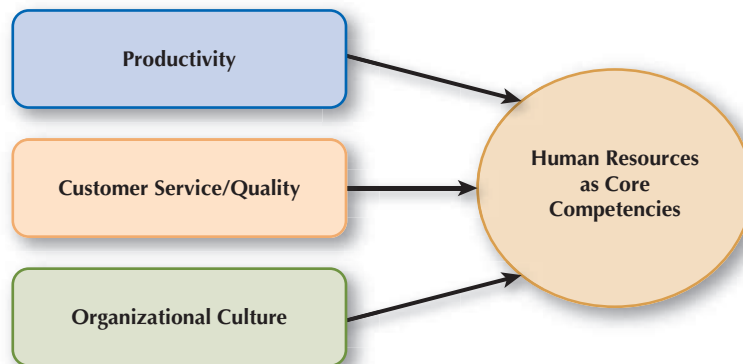 Productivity
Customer Service/Quality
Organizational Culture
Human Resources
as Core
Competencies